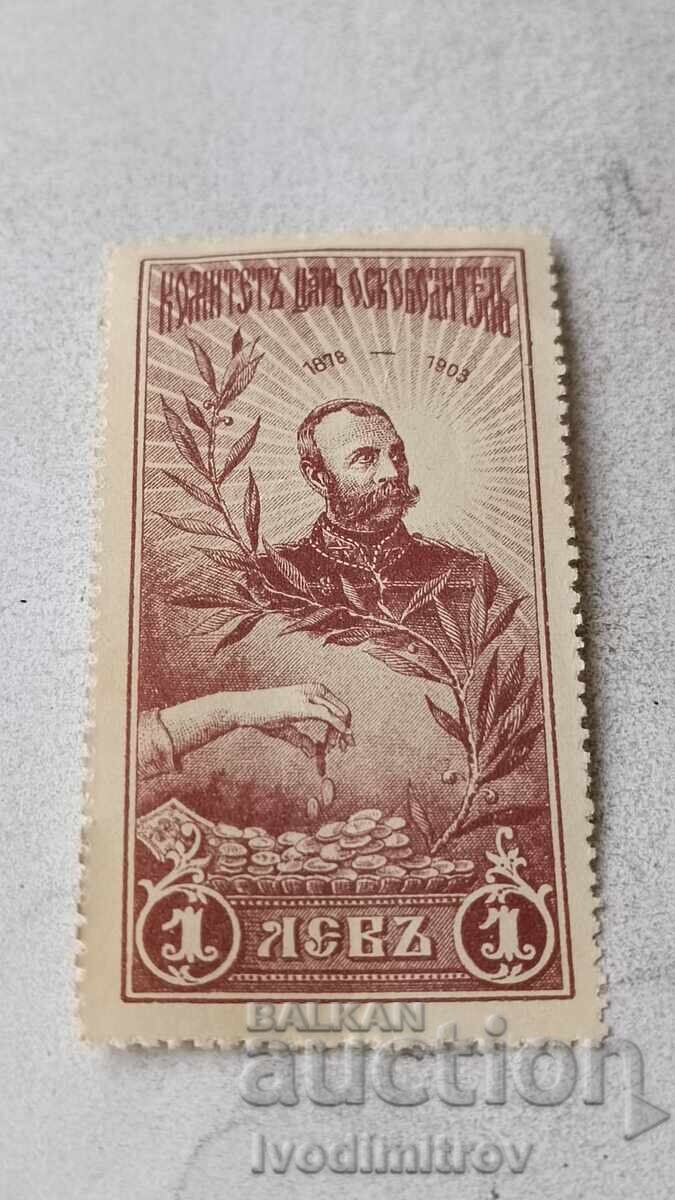 КОМИТЕТЪ ЦАРЬ ОСВОБОДИТЕЛЬ
1878 — 1903
1 ЛЕВЪ 1
BALKAN
auction
Ivodimitrov